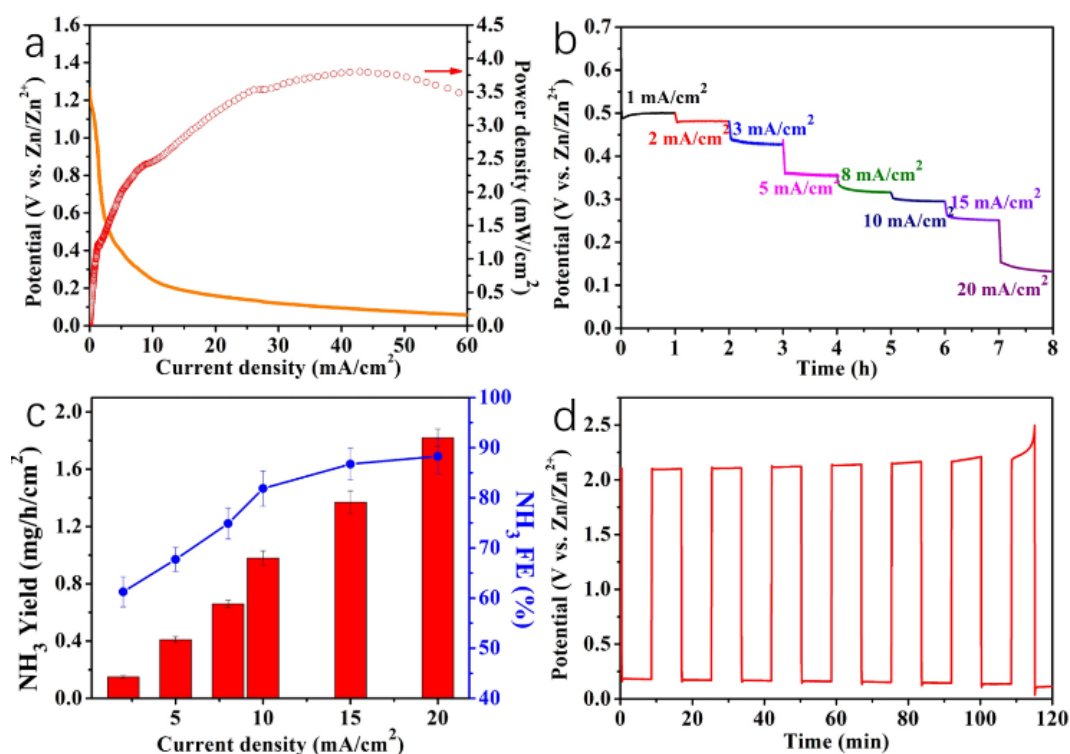 a
Potential (V vs. Zn/Zn²⁺)
1.6
1.4
1.2
1.0
0.8
0.6
0.4
0.2
0.0
0 10 20 30 40 50 60
Current density (mA/cm²)
4.5
4.0
3.5
3.0
2.5
2.0
1.5
1.0
0.5
0.0
Power density (mW/cm²)
b
Potential (V vs. Zn/Zn²⁺)
0.7
0.6
0.5
0.4
0.3
0.2
0.1
0.0
1 mA/cm²
2 mA/cm²
3 mA/cm²
5 mA/cm²
8 mA/cm²
10 mA/cm²
15 mA/cm²
20 mA/cm²
0 1 2 3 4 5 6 7 8
Time (h)
c
NH₃ Yield (mg/h/cm²)
2.0
1.6
1.2
0.8
0.4
0.0
5 10 15 20
Current density (mA/cm²)
100
90
80
70
60
50
40
NH₃ FE (%)
d
Potential (V vs. Zn/Zn²⁺)
2.5
2.0
1.5
1.0
0.5
0.0
0 20 40 60 80 100 120
Time (min)